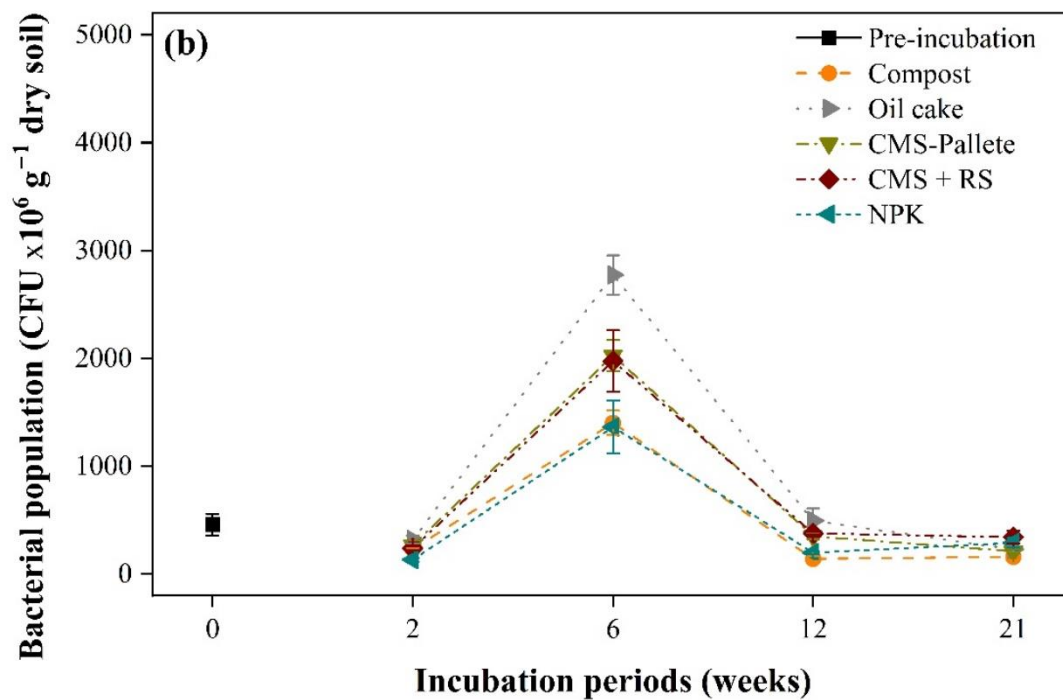 (b)
Pre-incubation
Compost
Oil cake
CMS-Pallete
CMS + RS
NPK
Bacterial population (CFU x10⁶ g⁻¹ dry soil)
5000
4000
3000
2000
1000
0
0 2 6 12 21
Incubation periods (weeks)